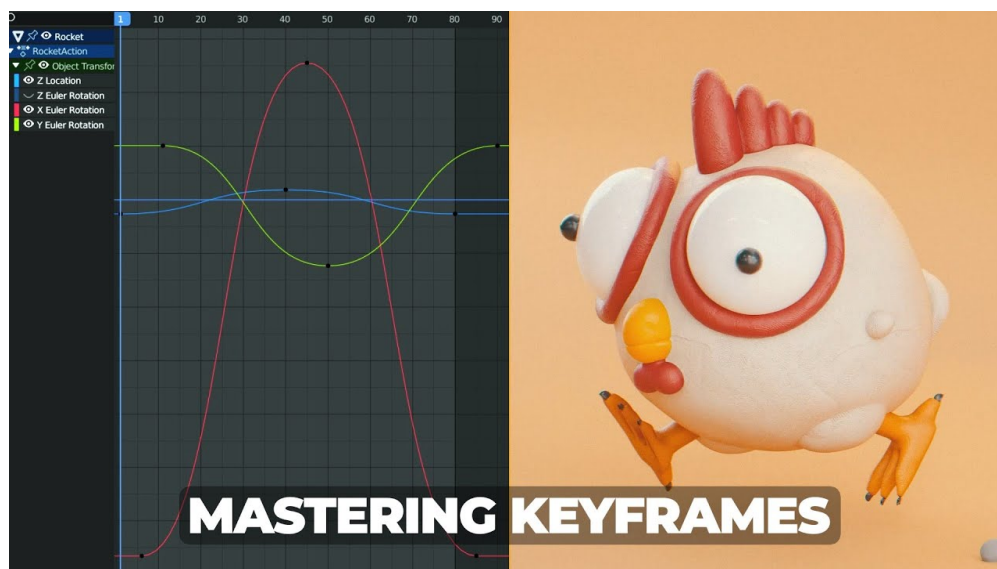 1 10 20 30 40 50 60 70 80 90
Rocket
RocketAction
Object Transfor
Z Location
Z Euler Rotation
X Euler Rotation
Y Euler Rotation
MASTERING KEYFRAMES